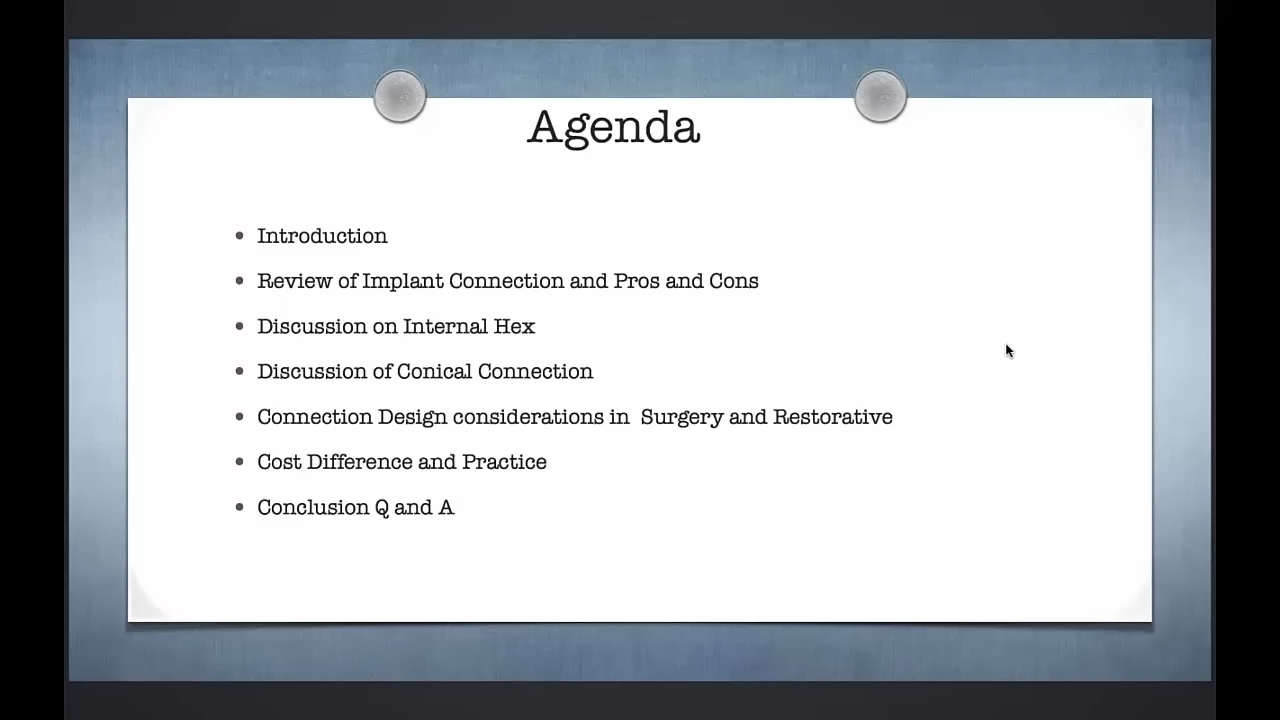 Agenda
• Introduction
• Review of Implant Connection and Pros and Cons
• Discussion on Internal Hex
• Discussion of Conical Connection
• Connection Design considerations in  Surgery and Restorative
• Cost Difference and Practice
• Conclusion Q and A